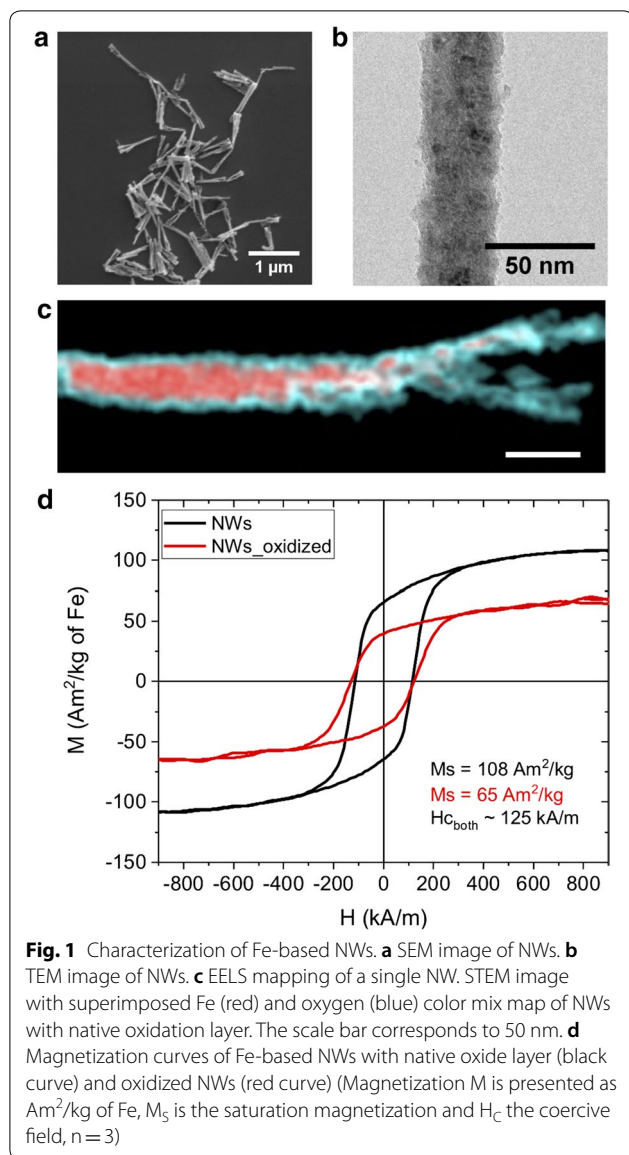 a
b
1 µm
50 nm
c
d
150
100
50
0
-50
-100
-150
M (Am²/kg of Fe)
NWs
NWs_oxidized
Ms = 108 Am²/kg
Ms = 65 Am²/kg
Hc_both ~ 125 kA/m
-800 -600 -400 -200 0 200 400 600 800
H (kA/m)
Fig. 1 Characterization of Fe-based NWs. a SEM image of NWs. b
TEM image of NWs. c EELS mapping of a single NW. STEM image
with superimposed Fe (red) and oxygen (blue) color mix map of NWs
with native oxidation layer. The scale bar corresponds to 50 nm. d
Magnetization curves of Fe-based NWs with native oxide layer (black
curve) and oxidized NWs (red curve) (Magnetization M is presented as
Am²/kg of Fe, M_S is the saturation magnetization and H_C the coercive
field, n = 3)